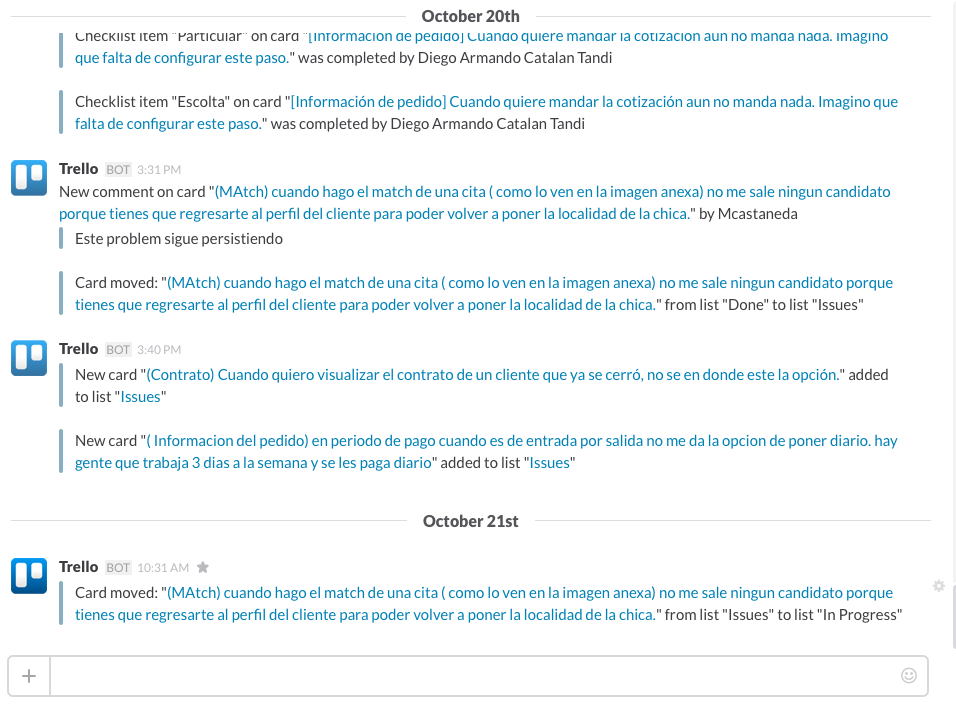 October 20th
Checklist item "Particular" on card "[Información de pedido] Cuando quiere mandar la cotización aun no manda nada. Imagino
que falta de configurar este paso." was completed by Diego Armando Catalan Tandi
Checklist item "Escolta" on card "[Información de pedido] Cuando quiere mandar la cotización aun no manda nada. Imagino que
falta de configurar este paso." was completed by Diego Armando Catalan Tandi
Trello BOT 3:31 PM
New comment on card "(MAtch) cuando hago el match de una cita ( como lo ven en la imagen anexa) no me sale ningun candidato
porque tienes que regresarte al perfil del cliente para poder volver a poner la localidad de la chica." by Mcastaneda
Este problem sigue persistiendo
Card moved: "(MAtch) cuando hago el match de una cita ( como lo ven en la imagen anexa) no me sale ningun candidato porque
tienes que regresarte al perfil del cliente para poder volver a poner la localidad de la chica." from list "Done" to list "Issues"
Trello BOT 3:40 PM
New card "(Contrato) Cuando quiero visualizar el contrato de un cliente que ya se cerró, no se en donde este la opción." added
to list "Issues"
New card "( Informacion del pedido) en periodo de pago cuando es de entrada por salida no me da la opcion de poner diario. hay
gente que trabaja 3 dias a la semana y se les paga diario" added to list "Issues"
October 21st
Trello BOT 10:31 AM
Card moved: "(MAtch) cuando hago el match de una cita ( como lo ven en la imagen anexa) no me sale ningun candidato porque
tienes que regresarte al perfil del cliente para poder volver a poner la localidad de la chica." from list "Issues" to list "In Progress"